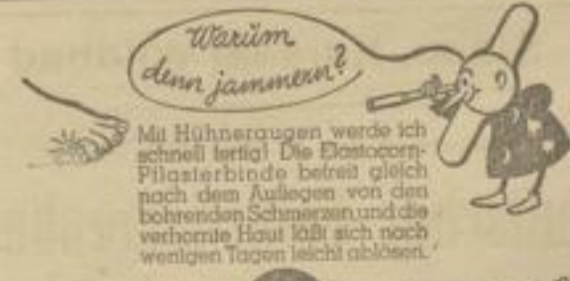 Warum
denn jammern?
Mit Hühneraugen werde ich
schnell fertig! Die Elastocorn-
Pflasterbinde befreit gleich
nach dem Auflegen von den
bohrenden Schmerzen, und die
verhornte Haut läßt sich nach
wenigen Tagen leicht ablösen.